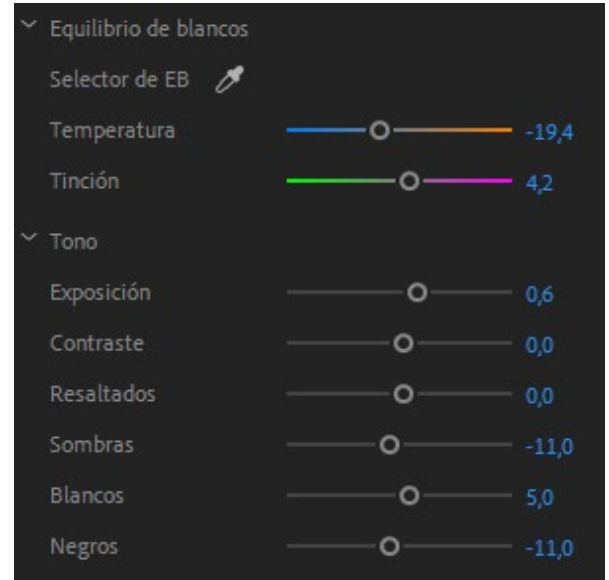 Equilibrio de blancos
Selector de EB
Temperatura -19,4
Tinción 4,2
Tono
Exposición 0,6
Contraste 0,0
Resaltados 0,0
Sombras -11,0
Blancos 5,0
Negros -11,0